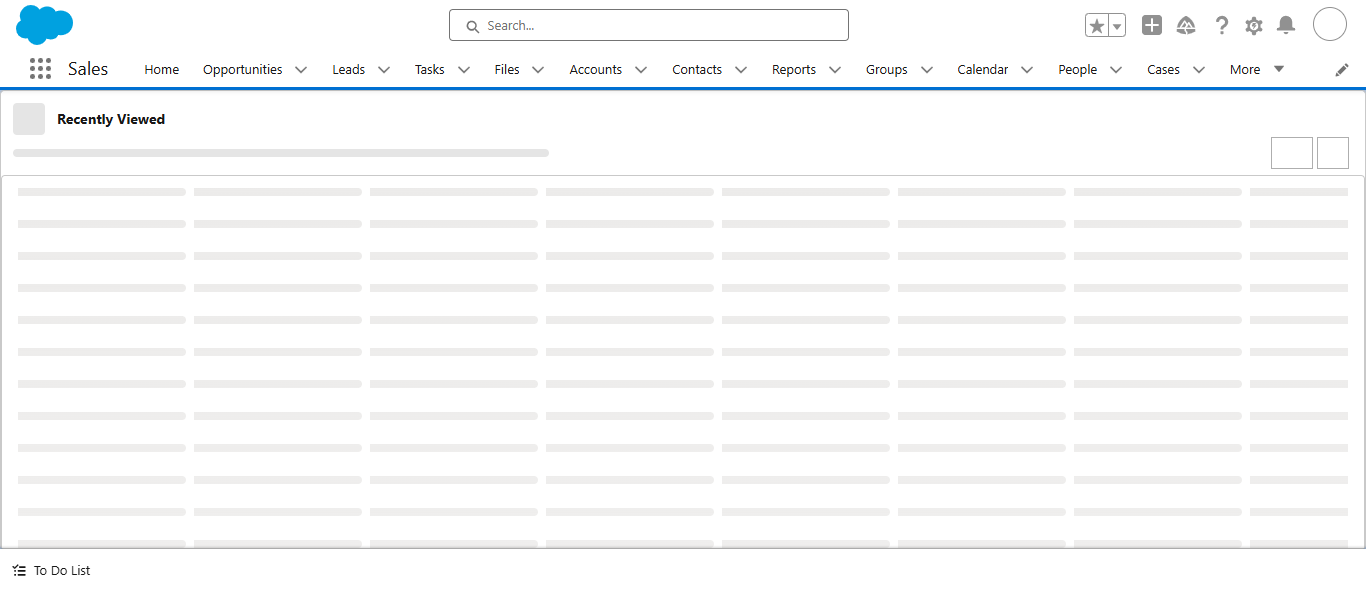 Search...
Sales Home Opportunities Leads Tasks Files Accounts Contacts Reports Groups Calendar People Cases More
Recently Viewed
To Do List